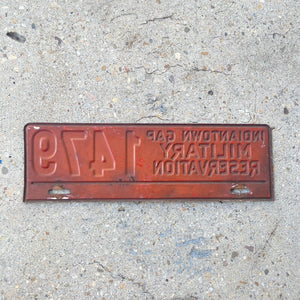 INDIANTOWN GAP
MILITARY
RESERVATION
1479